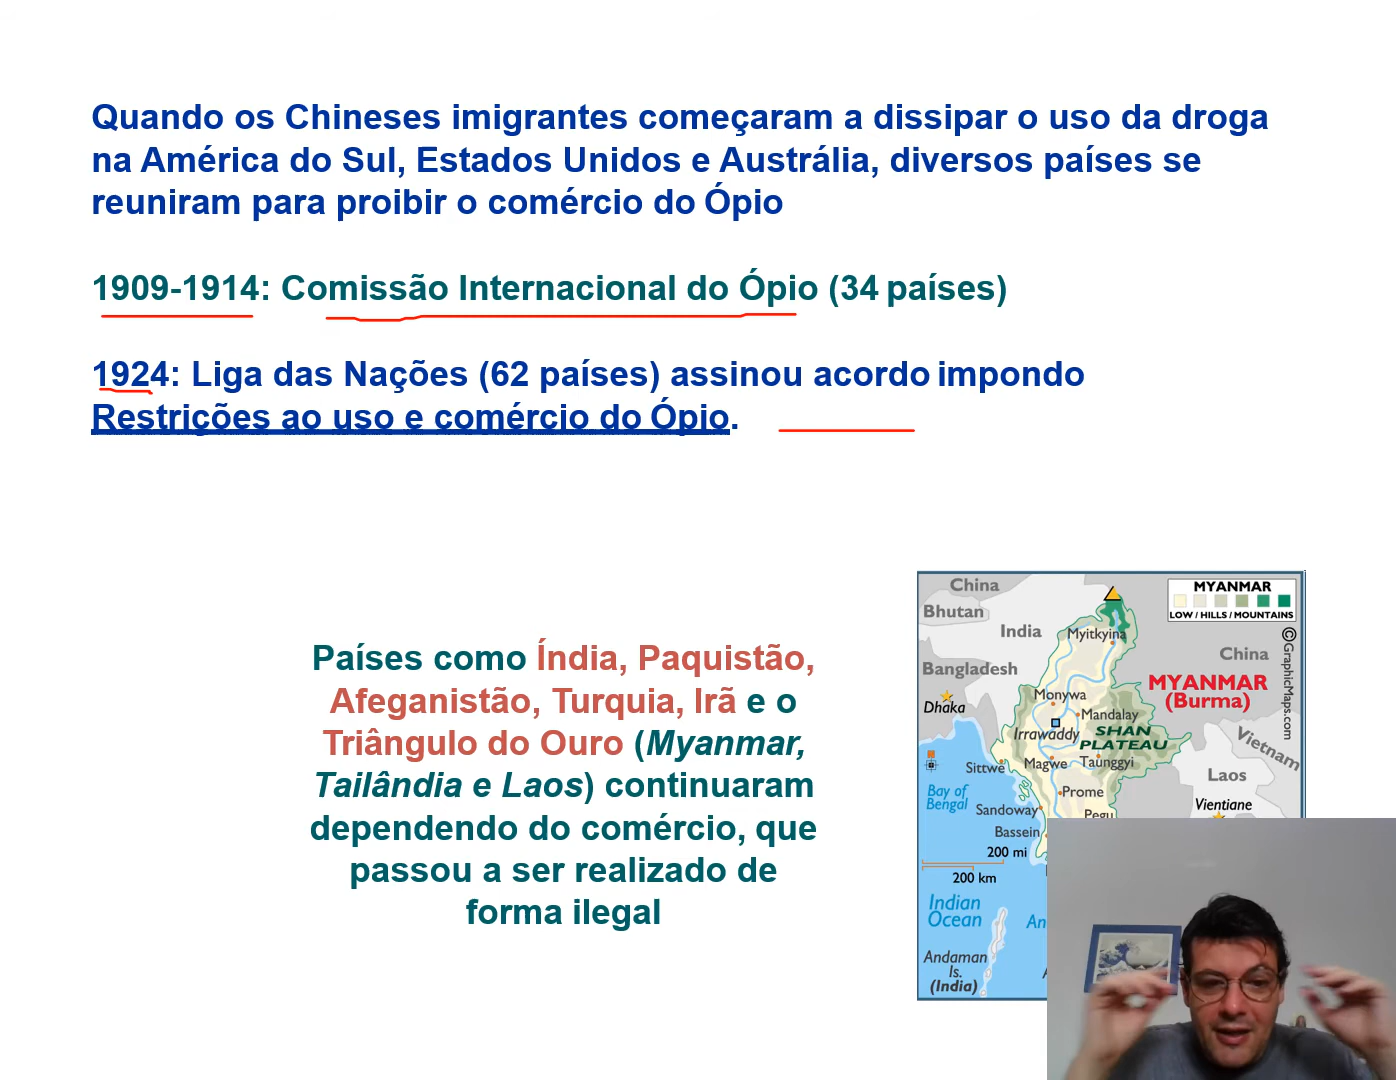 Quando os Chineses imigrantes começaram a dissipar o uso da droga
na América do Sul, Estados Unidos e Austrália, diversos países se
reuniram para proibir o comércio do Ópio
1909-1914: Comissão Internacional do Ópio (34 países)
1924: Liga das Nações (62 países) assinou acordo impondo
Restrições ao uso e comércio do Ópio.
Países como Índia, Paquistão,
Afeganistão, Turquia, Irã e o
Triângulo do Ouro (Myanmar,
Tailândia e Laos) continuaram
dependendo do comércio, que
passou a ser realizado de
forma ilegal
MYANMAR
LOW / HILLS / MOUNTAINS
©GraphicMaps.com
China
Bhutan
India
Myitkyina
China
Bangladesh
MYANMAR
(Burma)
Monywa
Dhaka
Mandalay
Irrawaddy
SHAN
PLATEAU
Vietnam
Sittwe
Magwe
Taunggyi
Laos
Bay of
Bengal
Prome
Vientiane
Sandoway
Pegu
Bassein
200 mi
200 km
Indian
Ocean
An
Andaman
Is.
(India)